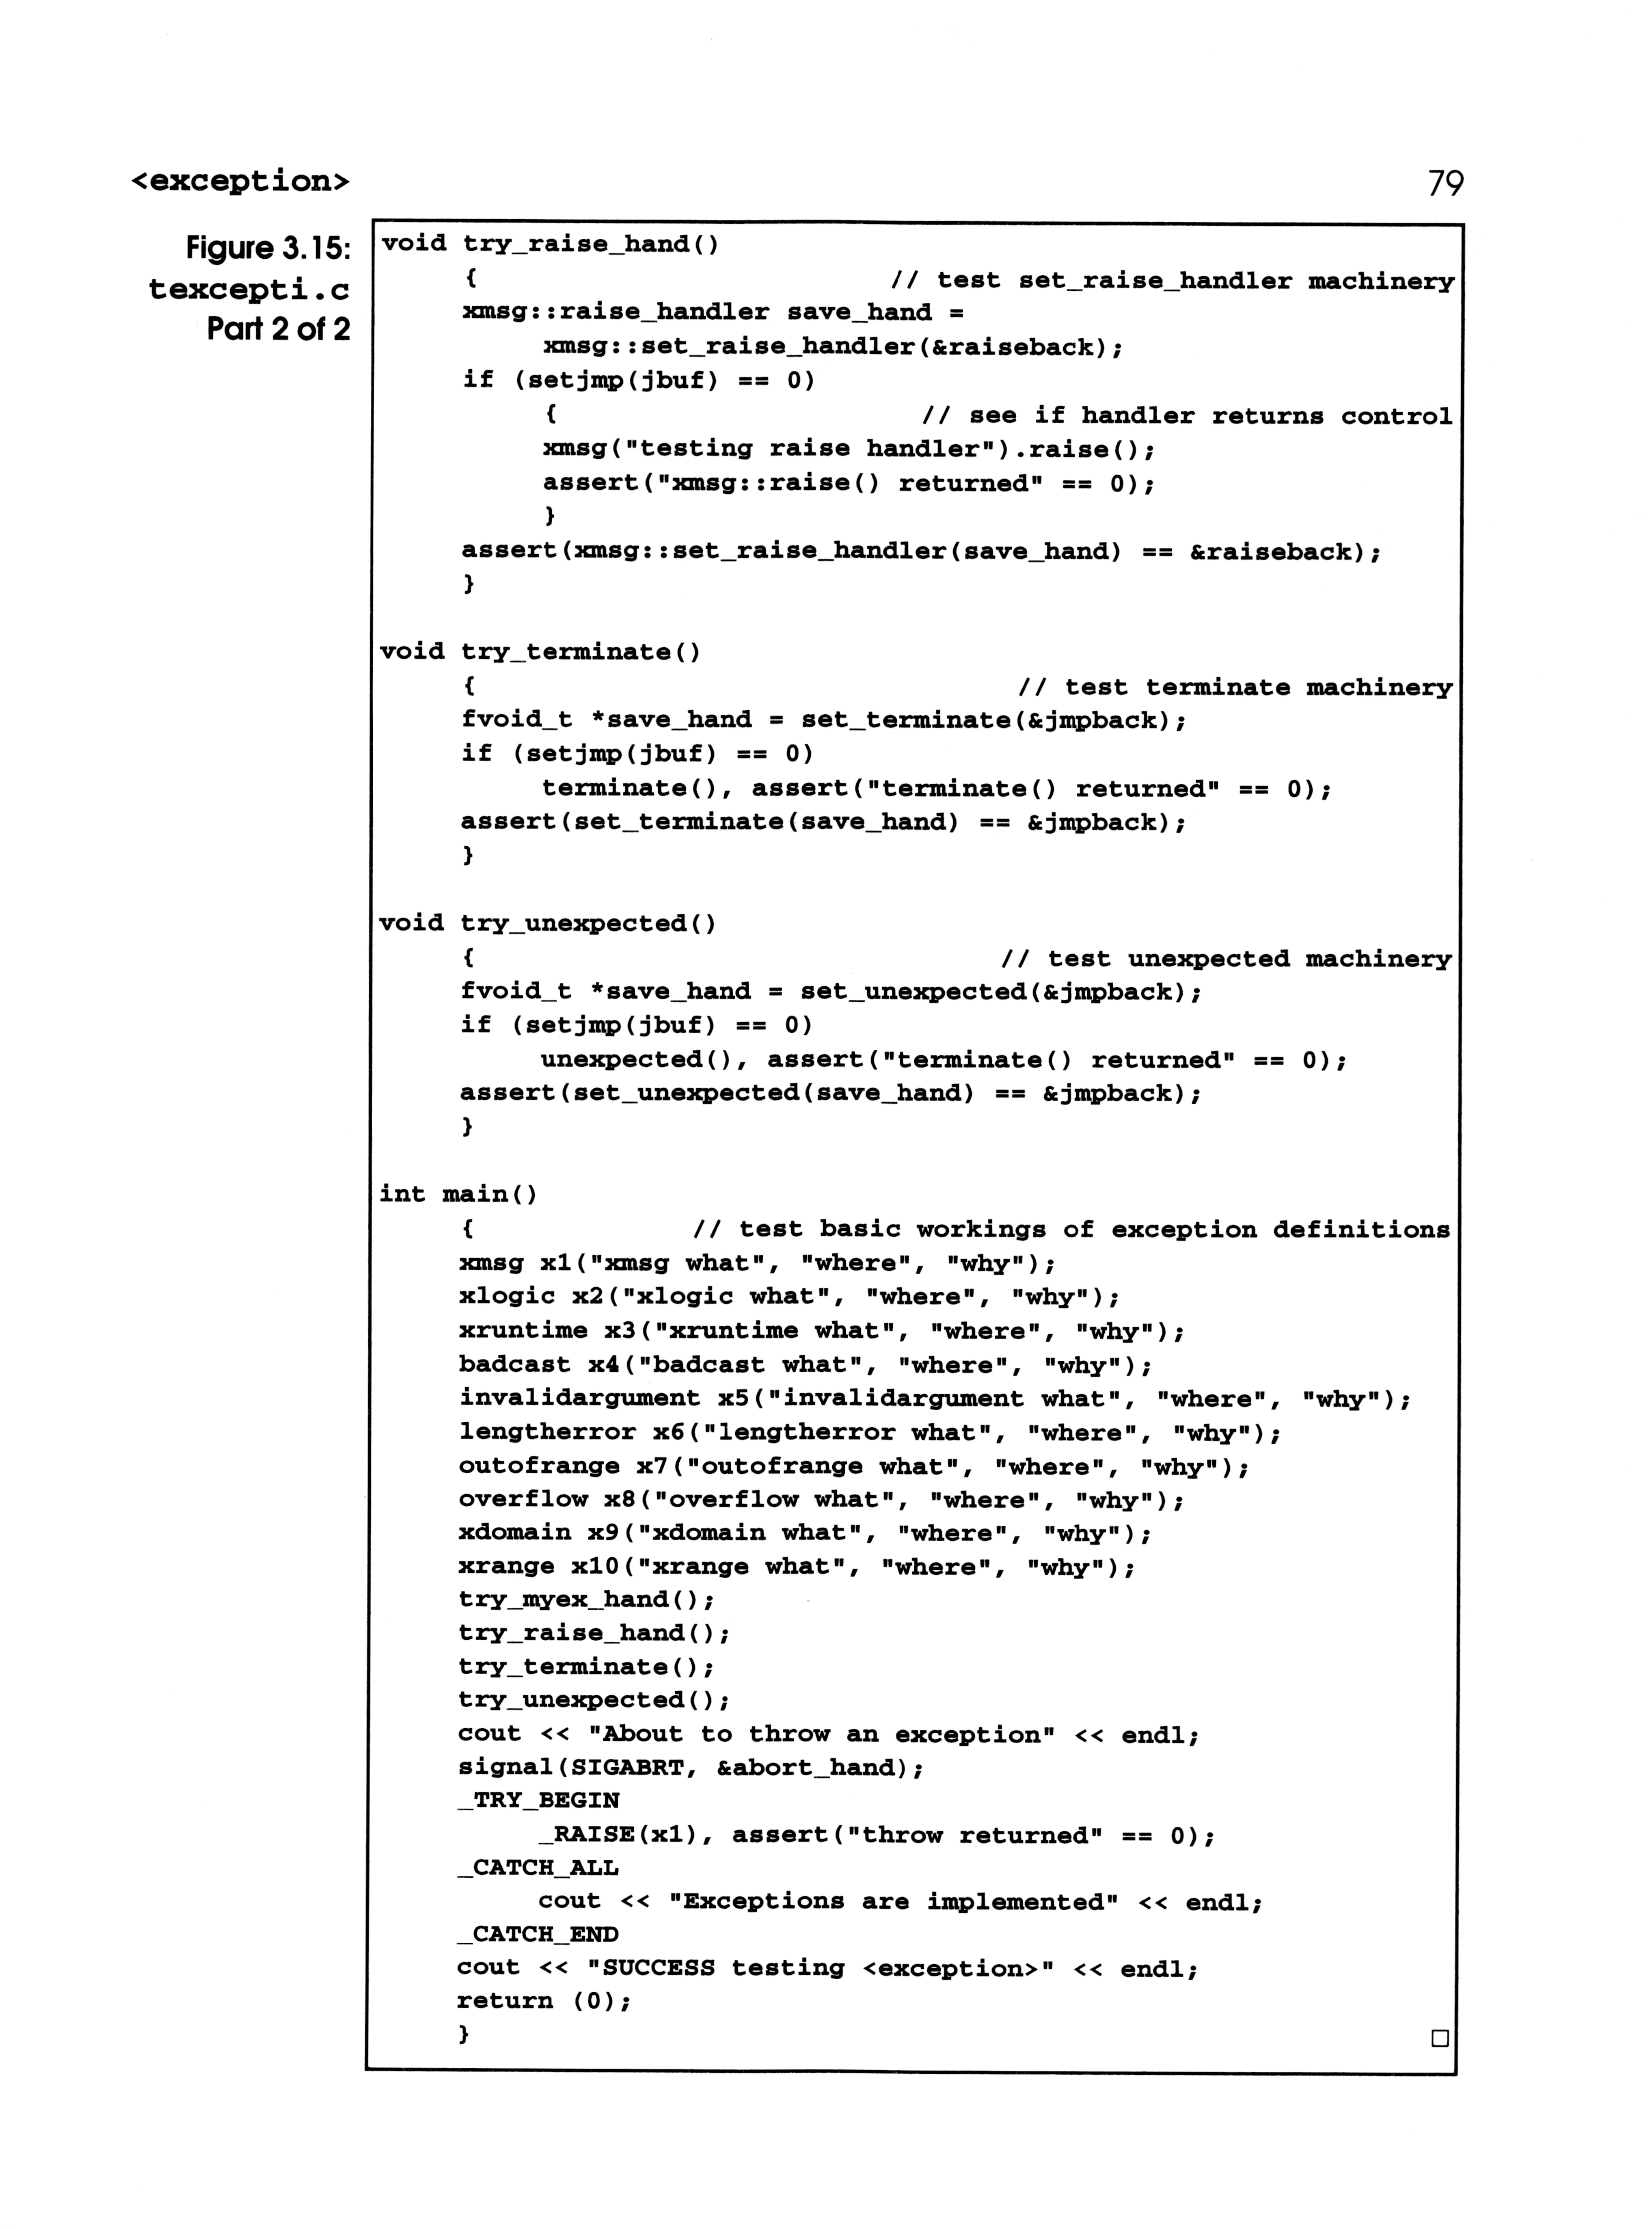 <exception>
79
Figure 3.15:
texcepti.c
Part 2 of 2
void try_raise_hand()
     {                          // test set_raise_handler machinery
     xmsg::raise_handler save_hand =
          xmsg::set_raise_handler(&raiseback);
     if (setjmp(jbuf) == 0)
          {                       // see if handler returns control
          xmsg("testing raise handler").raise();
          assert("xmsg::raise() returned" == 0);
          }
     assert(xmsg::set_raise_handler(save_hand) == &raiseback);
     }

void try_terminate()
     {                                  // test terminate machinery
     fvoid_t *save_hand = set_terminate(&jmpback);
     if (setjmp(jbuf) == 0)
          terminate(), assert("terminate() returned" == 0);
     assert(set_terminate(save_hand) == &jmpback);
     }

void try_unexpected()
     {                                 // test unexpected machinery
     fvoid_t *save_hand = set_unexpected(&jmpback);
     if (setjmp(jbuf) == 0)
          unexpected(), assert("terminate() returned" == 0);
     assert(set_unexpected(save_hand) == &jmpback);
     }

int main()
     {              // test basic workings of exception definitions
     xmsg x1("xmsg what", "where", "why");
     xlogic x2("xlogic what", "where", "why");
     xruntime x3("xruntime what", "where", "why");
     badcast x4("badcast what", "where", "why");
     invalidargument x5("invalidargument what", "where", "why");
     lengtherror x6("lengtherror what", "where", "why");
     outofrange x7("outofrange what", "where", "why");
     overflow x8("overflow what", "where", "why");
     xdomain x9("xdomain what", "where", "why");
     xrange x10("xrange what", "where", "why");
     try_myex_hand();
     try_raise_hand();
     try_terminate();
     try_unexpected();
     cout << "About to throw an exception" << endl;
     signal(SIGABRT, &abort_hand);
     _TRY_BEGIN
          _RAISE(x1), assert("throw returned" == 0);
     _CATCH_ALL
          cout << "Exceptions are implemented" << endl;
     _CATCH_END
     cout << "SUCCESS testing <exception>" << endl;
     return (0);
     }                                                            □